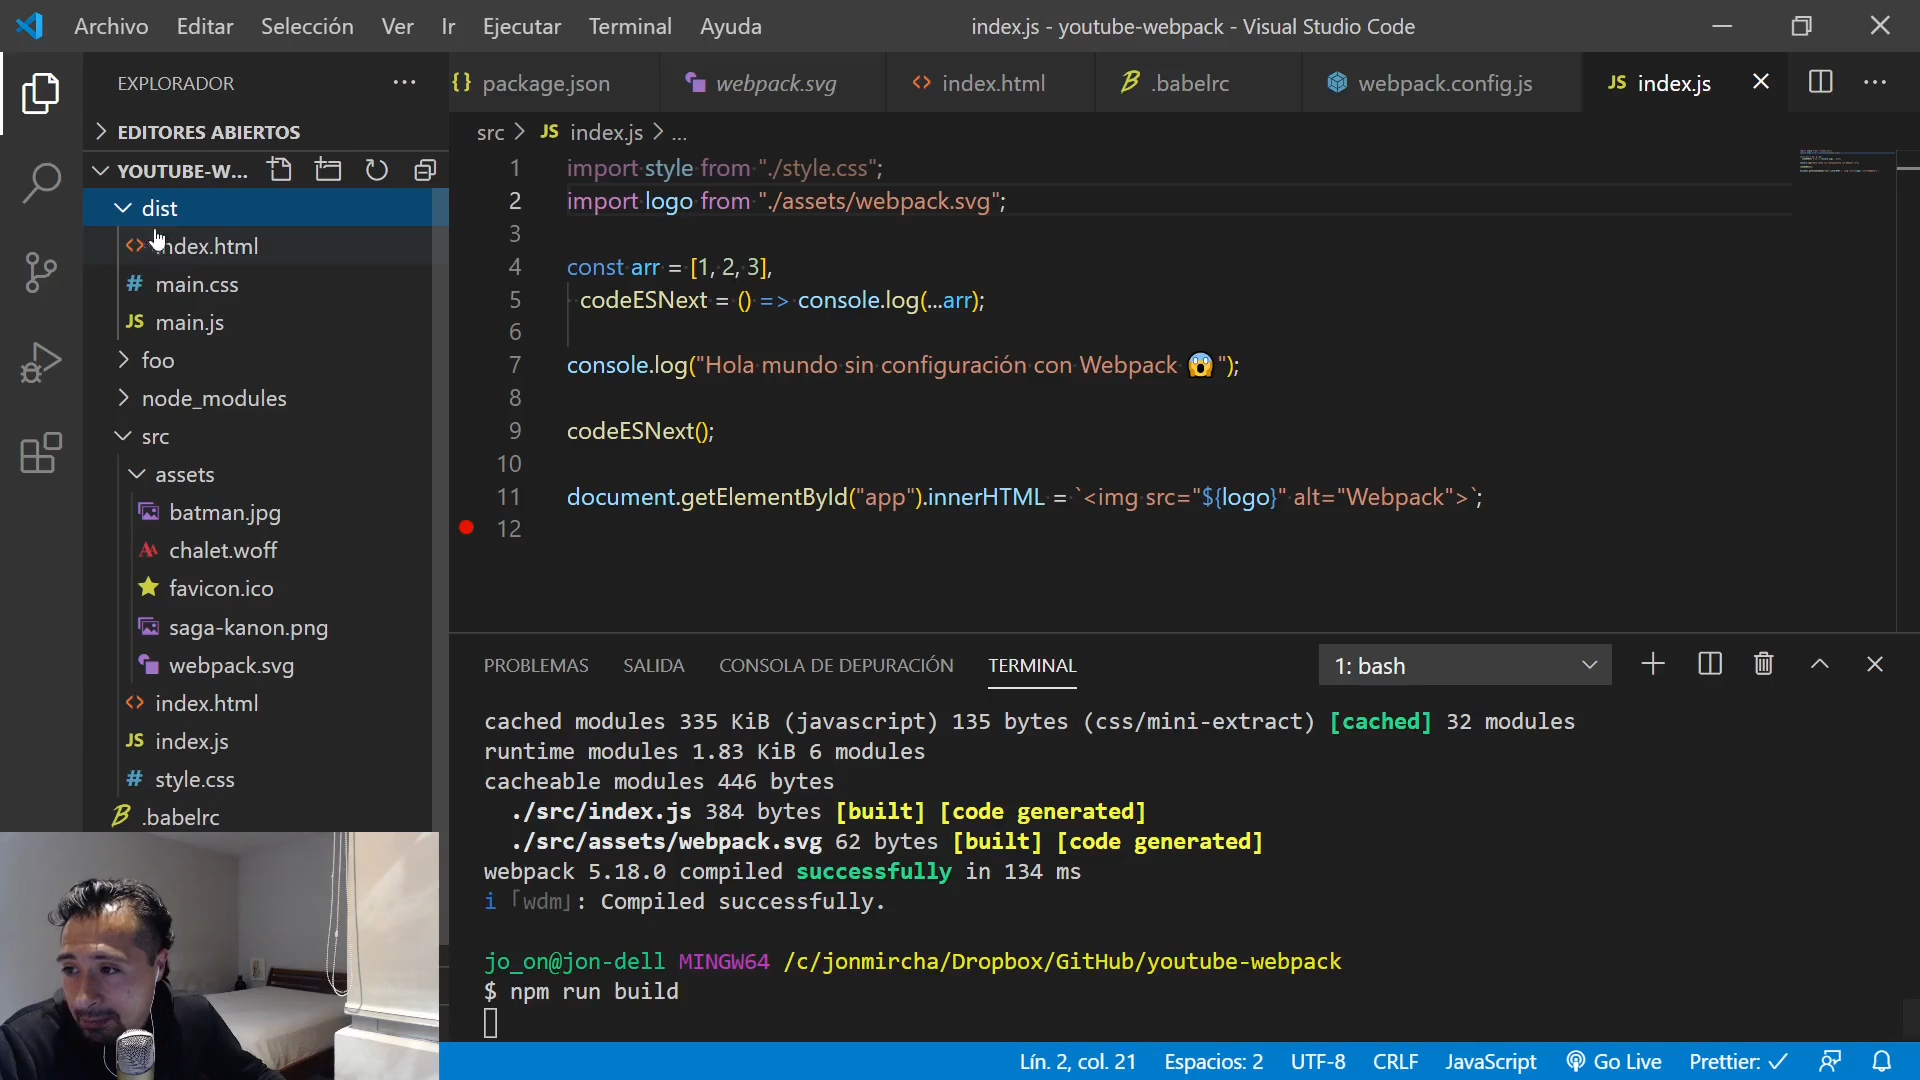 Archivo Editar Selección Ver Ir Ejecutar Terminal Ayuda
index.js - youtube-webpack - Visual Studio Code
EXPLORADOR
EDITORES ABIERTOS
YOUTUBE-W...
dist
index.html
main.css
main.js
foo
node_modules
src
assets
batman.jpg
chalet.woff
favicon.ico
saga-kanon.png
webpack.svg
index.html
index.js
style.css
.babelrc
package.json webpack.svg index.html .babelrc webpack.config.js JS index.js
src > JS index.js > ...
1 import style from "./style.css";
2 import logo from "./assets/webpack.svg";
3
4 const arr = [1, 2, 3],
5 codeESNext = () => console.log(...arr);
6
7 console.log("Hola mundo sin configuración con Webpack 😱 ");
8
9 codeESNext();
10
11 document.getElementById("app").innerHTML = `<img src="${logo}" alt="Webpack">`;
12
PROBLEMAS SALIDA CONSOLA DE DEPURACIÓN TERMINAL 1: bash
cached modules 335 KiB (javascript) 135 bytes (css/mini-extract) [cached] 32 modules
runtime modules 1.83 KiB 6 modules
cacheable modules 446 bytes
./src/index.js 384 bytes [built] [code generated]
./src/assets/webpack.svg 62 bytes [built] [code generated]
webpack 5.18.0 compiled successfully in 134 ms
i ｢wdm｣: Compiled successfully.
jo_on@jon-dell MINGW64 /c/jonmircha/Dropbox/GitHub/youtube-webpack
$ npm run build
Lín. 2, col. 21 Espacios: 2 UTF-8 CRLF JavaScript Go Live Prettier: ✓